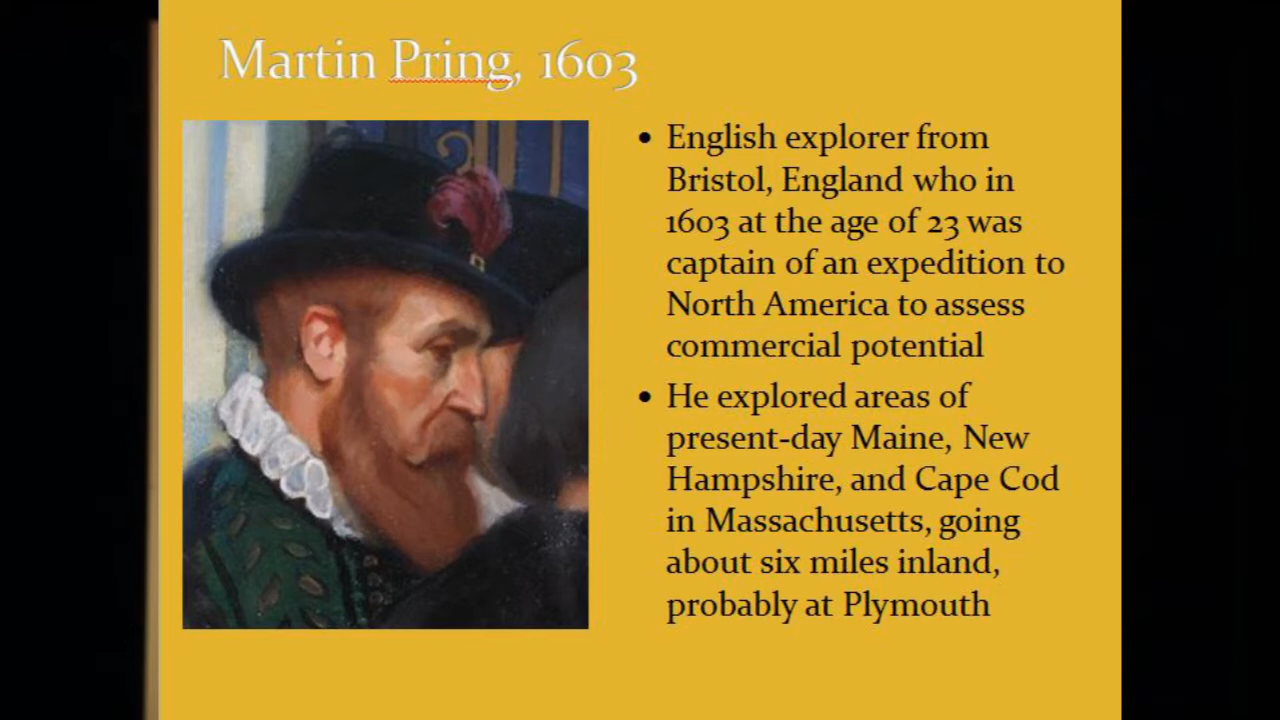 Martin Pring, 1603
• English explorer from
Bristol, England who in
1603 at the age of 23 was
captain of an expedition to
North America to assess
commercial potential
• He explored areas of
present-day Maine, New
Hampshire, and Cape Cod
in Massachusetts, going
about six miles inland,
probably at Plymouth